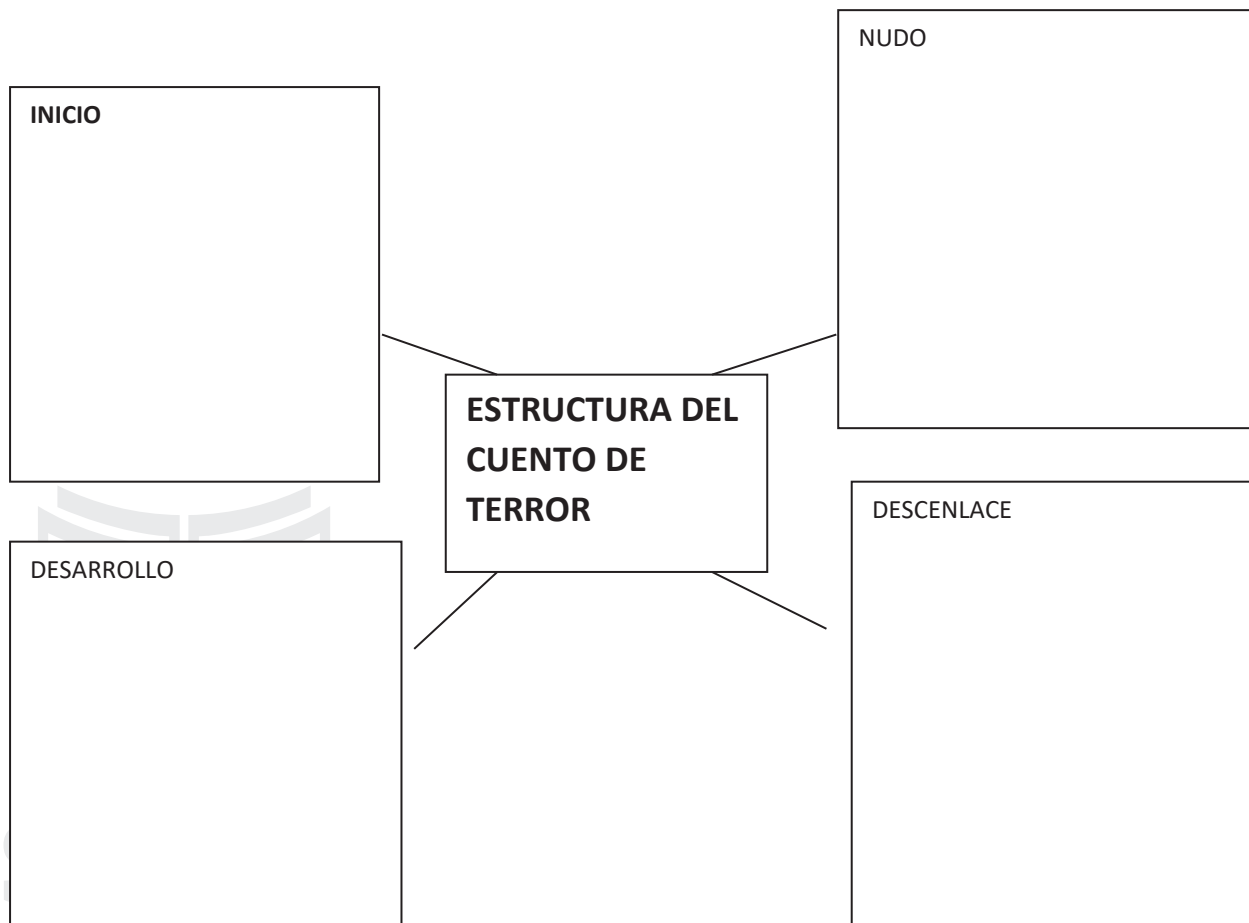 NUDO
INICIO
ESTRUCTURA DEL
CUENTO DE
TERROR
DESCENLACE
DESARROLLO